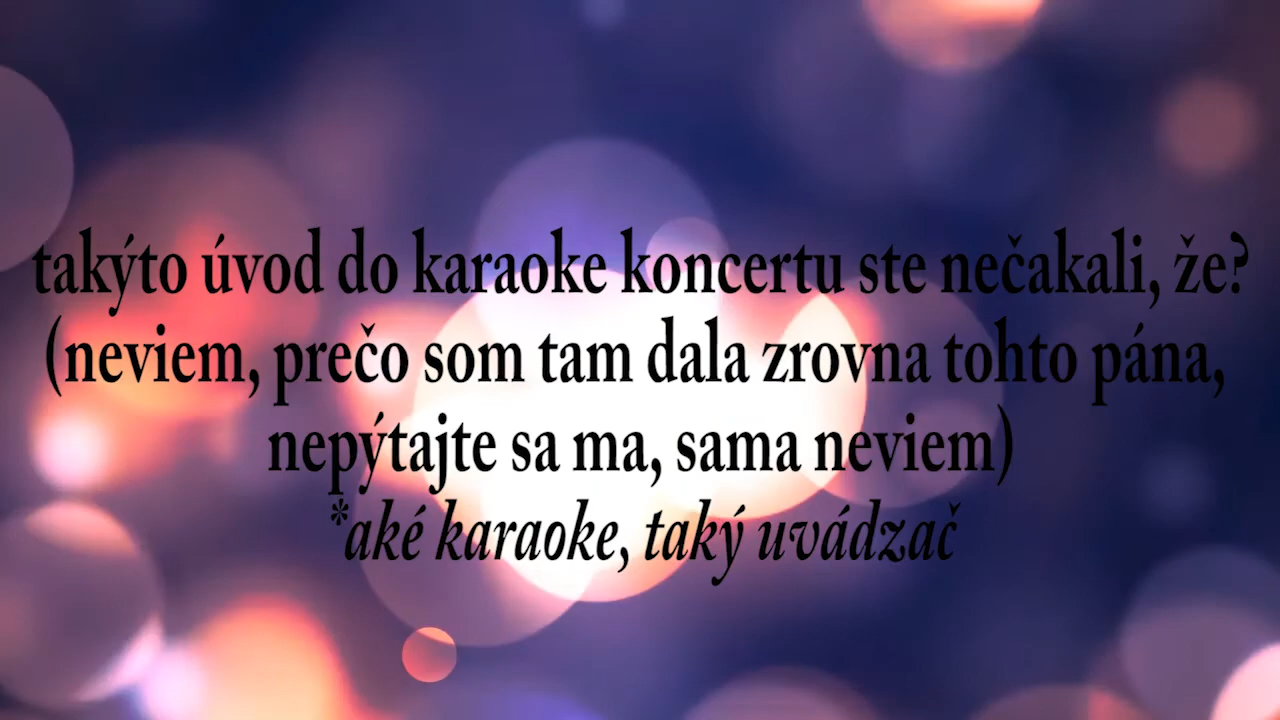 takýto úvod do karaoke koncertu ste nečakali, že?
(neviem, prečo som tam dala zrovna tohto pána,
nepýtajte sa ma, sama neviem)
*aké karaoke, taký uvádzač